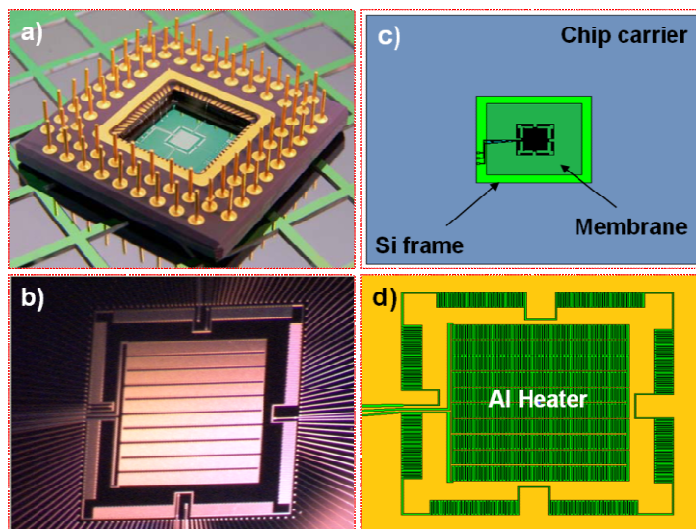 a)
c)
Chip carrier
Membrane
Si frame
b)
d)
Al Heater